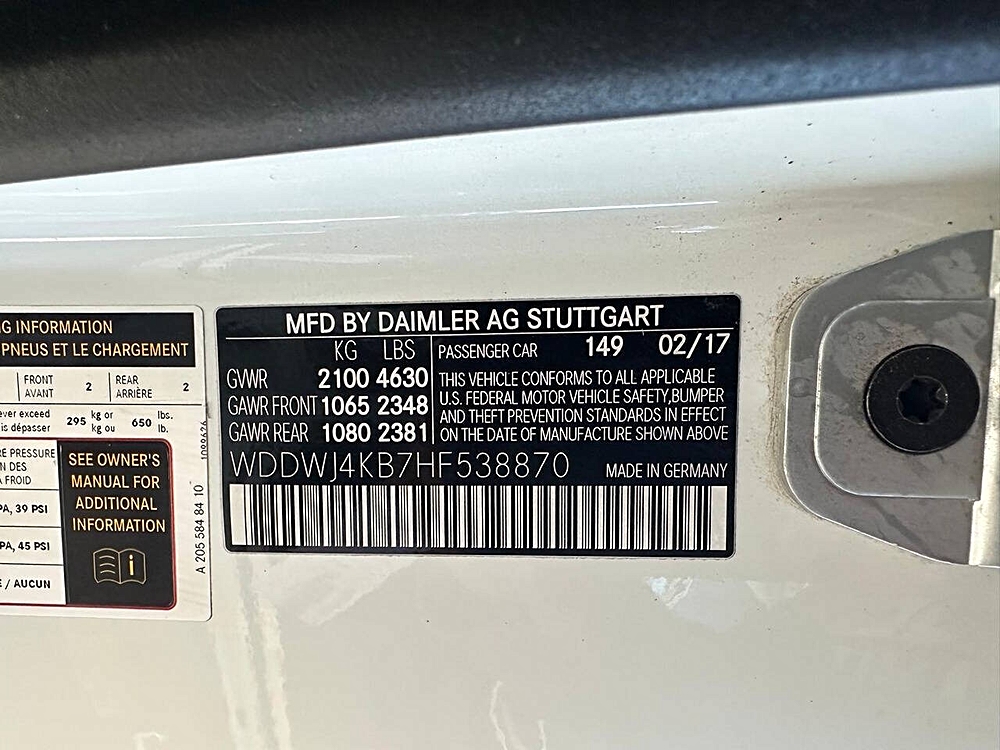 G INFORMATION
PNEUS ET LE CHARGEMENT
FRONT
AVANT
2
REAR
ARRIÈRE
2
ever exceed
is dépasser
295
kg or
kg ou
650
lbs.
lb.
E PRESSURE
N DES
A FROID
PA, 39 PSI
PA, 45 PSI
E / AUCUN
SEE OWNER'S
MANUAL FOR
ADDITIONAL
INFORMATION
i
A 205 584 84 10
MFD BY DAIMLER AG STUTTGART
KG LBS
GVWR 2100 4630
GAWR FRONT 1065 2348
GAWR REAR 1080 2381
PASSENGER CAR 149 02/17
THIS VEHICLE CONFORMS TO ALL APPLICABLE
U.S. FEDERAL MOTOR VEHICLE SAFETY,BUMPER
AND THEFT PREVENTION STANDARDS IN EFFECT
ON THE DATE OF MANUFACTURE SHOWN ABOVE
WDDWJ4KB7HF538870 MADE IN GERMANY